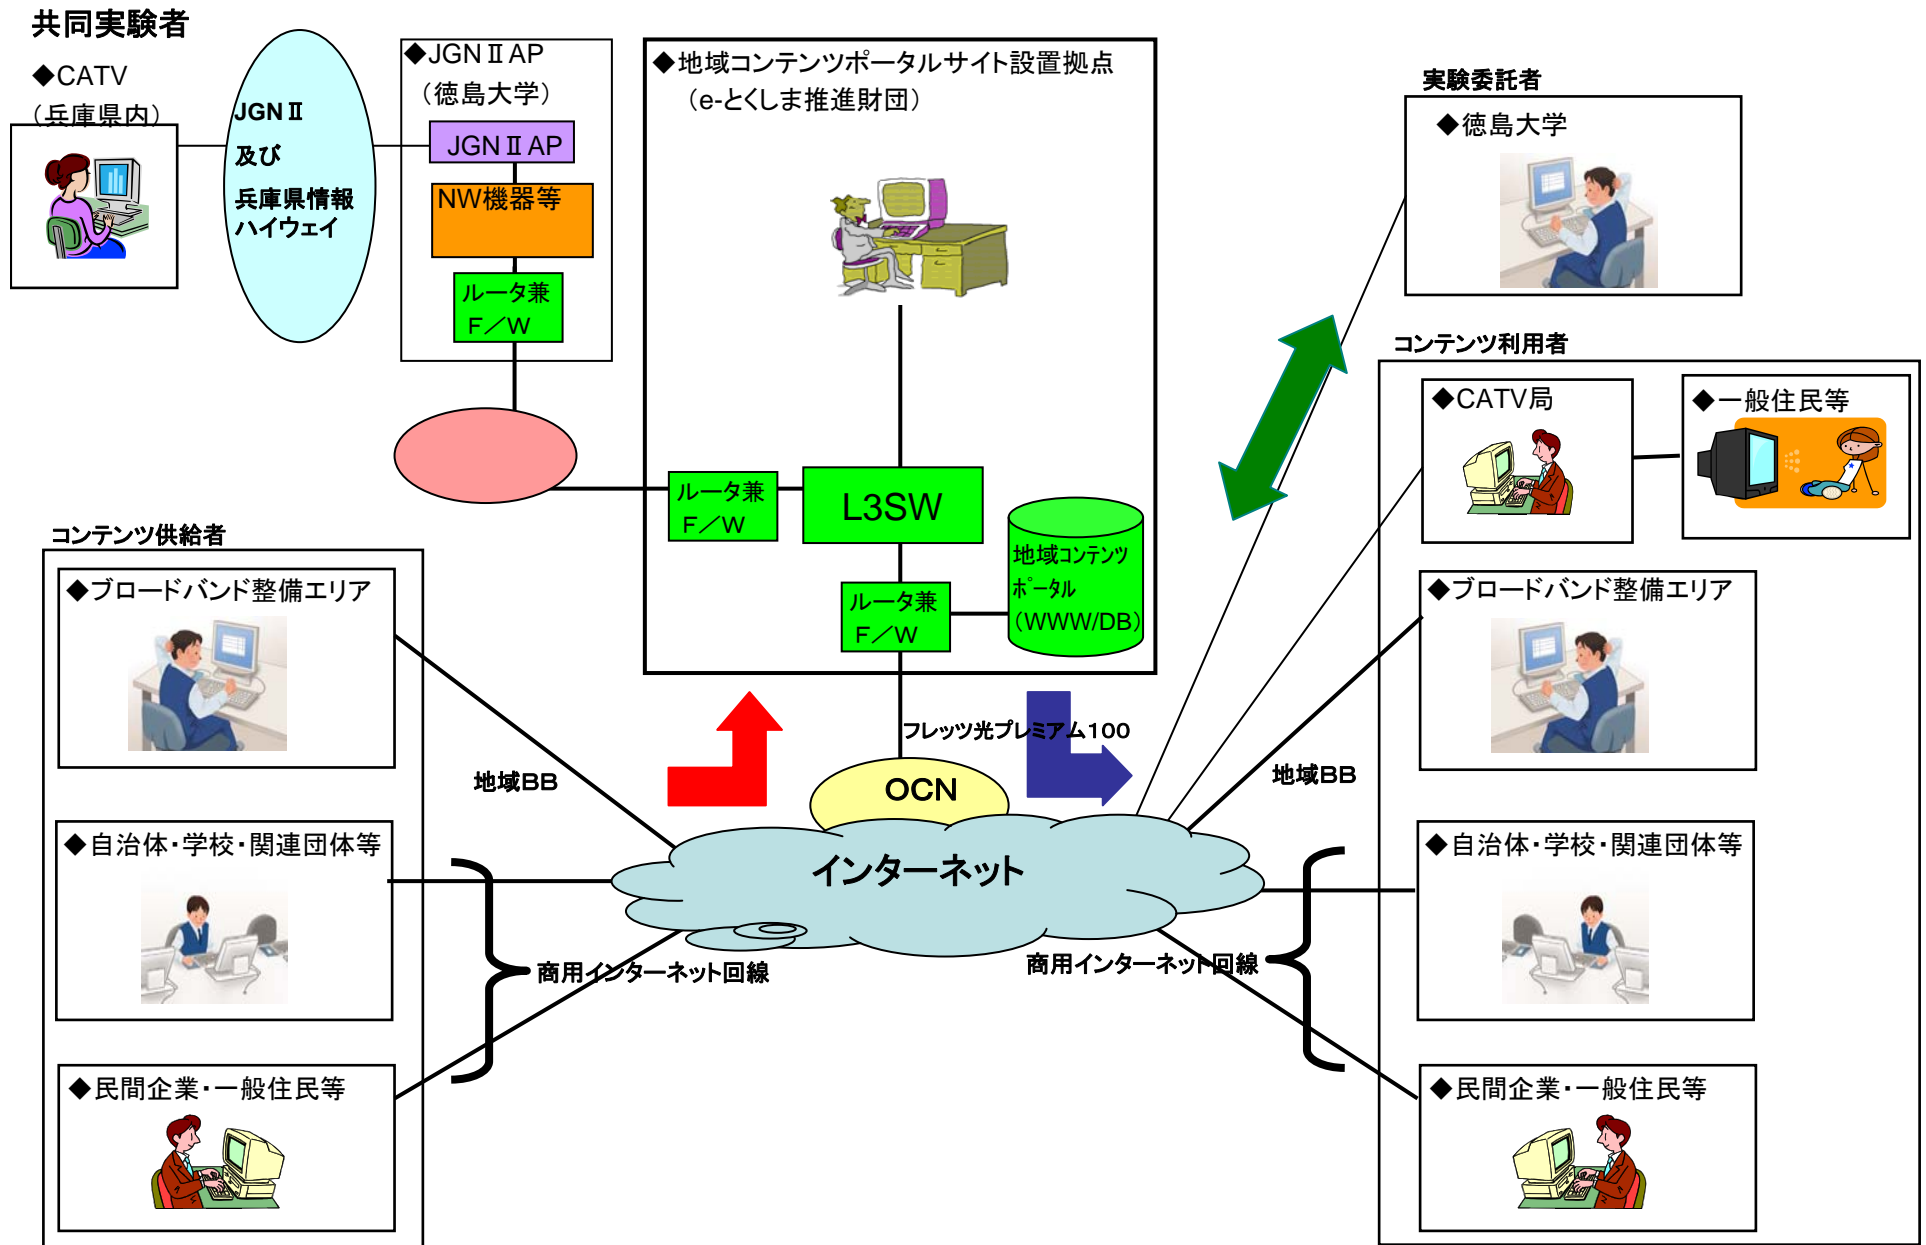 共同実験者
◆CATV
(兵庫県内)
JGNⅡ
及び
兵庫県情報
ハイウェイ
◆JGNⅡAP
(徳島大学)
JGNⅡAP
NW機器等
ルータ兼
F/W
◆地域コンテンツポータルサイト設置拠点
(e-とくしま推進財団)
ルータ兼
F/W
L3SW
ルータ兼
F/W
地域コンテンツ
ポータル
(WWW/DB)
実験委託者
◆徳島大学
コンテンツ利用者
◆CATV局
◆一般住民等
◆ブロードバンド整備エリア
◆自治体・学校・関連団体等
◆民間企業・一般住民等
コンテンツ供給者
◆ブロードバンド整備エリア
◆自治体・学校・関連団体等
◆民間企業・一般住民等
地域BB
フレッツ光プレミアム100
地域BB
OCN
インターネット
商用インターネット回線
商用インターネット回線